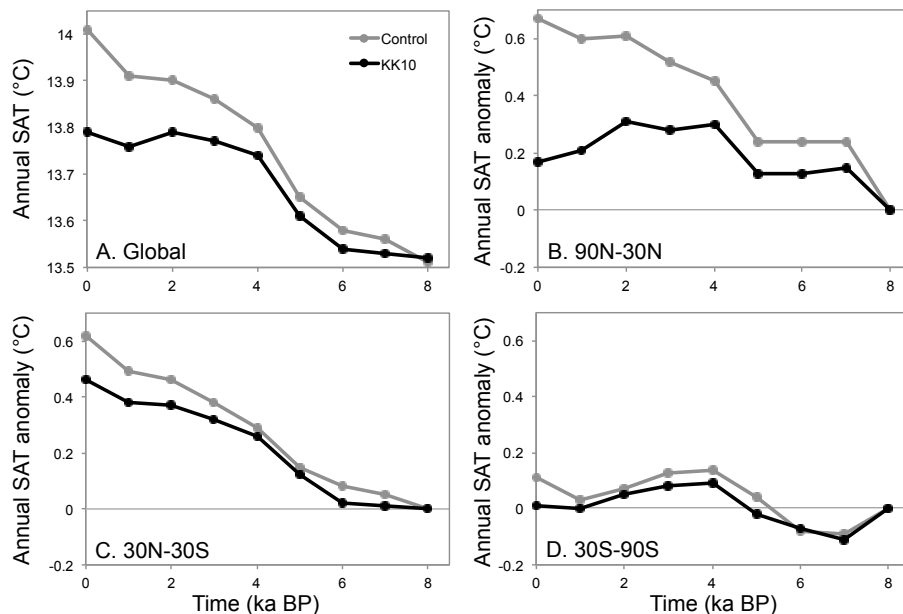 14
13.9
13.8
13.7
13.6
13.5
Annual SAT (°C)
Control
KK10
A. Global
0 2 4 6 8
0.6
0.4
0.2
0
-0.2
Annual SAT anomaly (°C)
B. 90N-30N
0 2 4 6 8
0.6
0.4
0.2
0
-0.2
Annual SAT anomaly (°C)
C. 30N-30S
0 2 4 6 8
Time (ka BP)
0.6
0.4
0.2
0
-0.2
Annual SAT anomaly (°C)
D. 30S-90S
0 2 4 6 8
Time (ka BP)